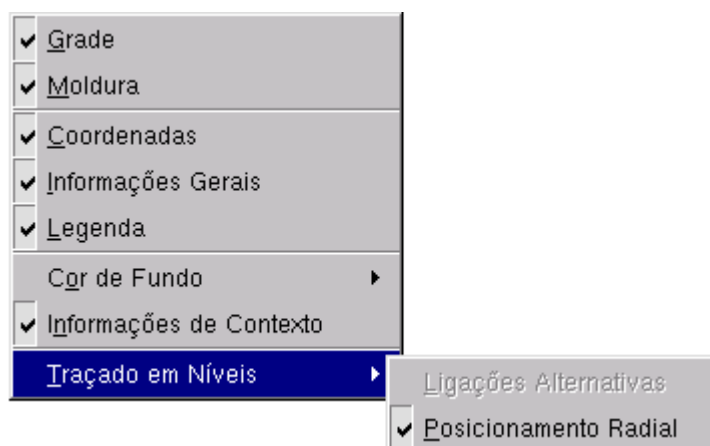 Grade
Moldura
Coordenadas
Informações Gerais
Legenda
Cor de Fundo
Informações de Contexto
Traçado em Níveis
Ligações Alternativas
Posicionamento Radial